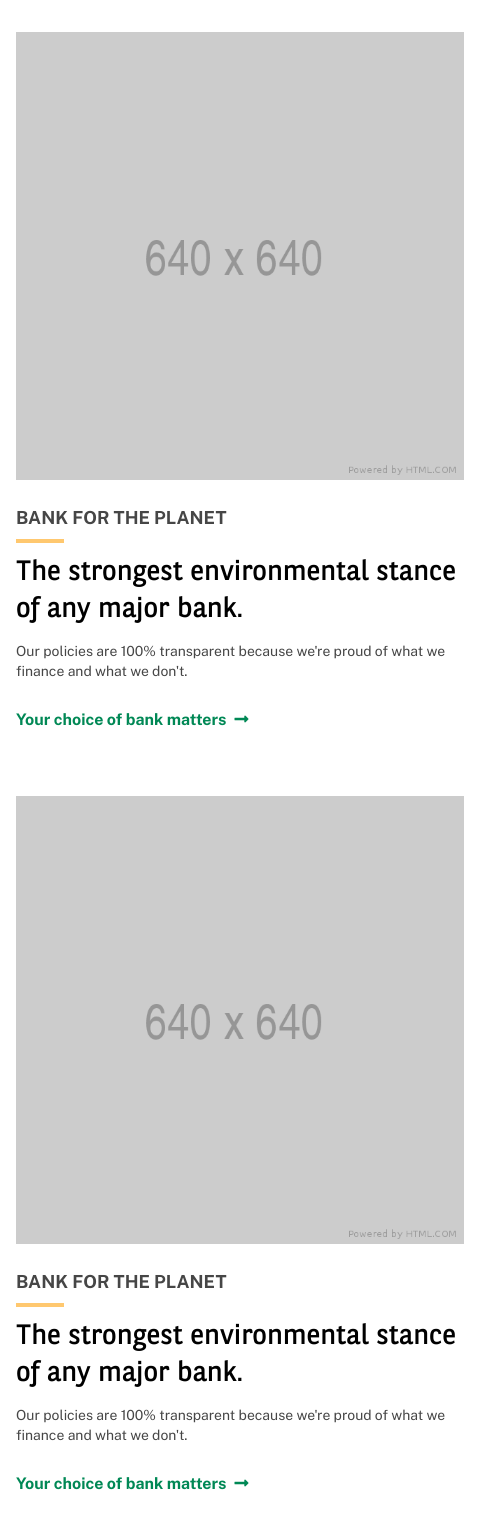 640 x 640
Powered by HTML.COM
BANK FOR THE PLANET
The strongest environmental stance
of any major bank.
Our policies are 100% transparent because we're proud of what we
finance and what we don't.
Your choice of bank matters →
640 x 640
Powered by HTML.COM
BANK FOR THE PLANET
The strongest environmental stance
of any major bank.
Our policies are 100% transparent because we're proud of what we
finance and what we don't.
Your choice of bank matters →